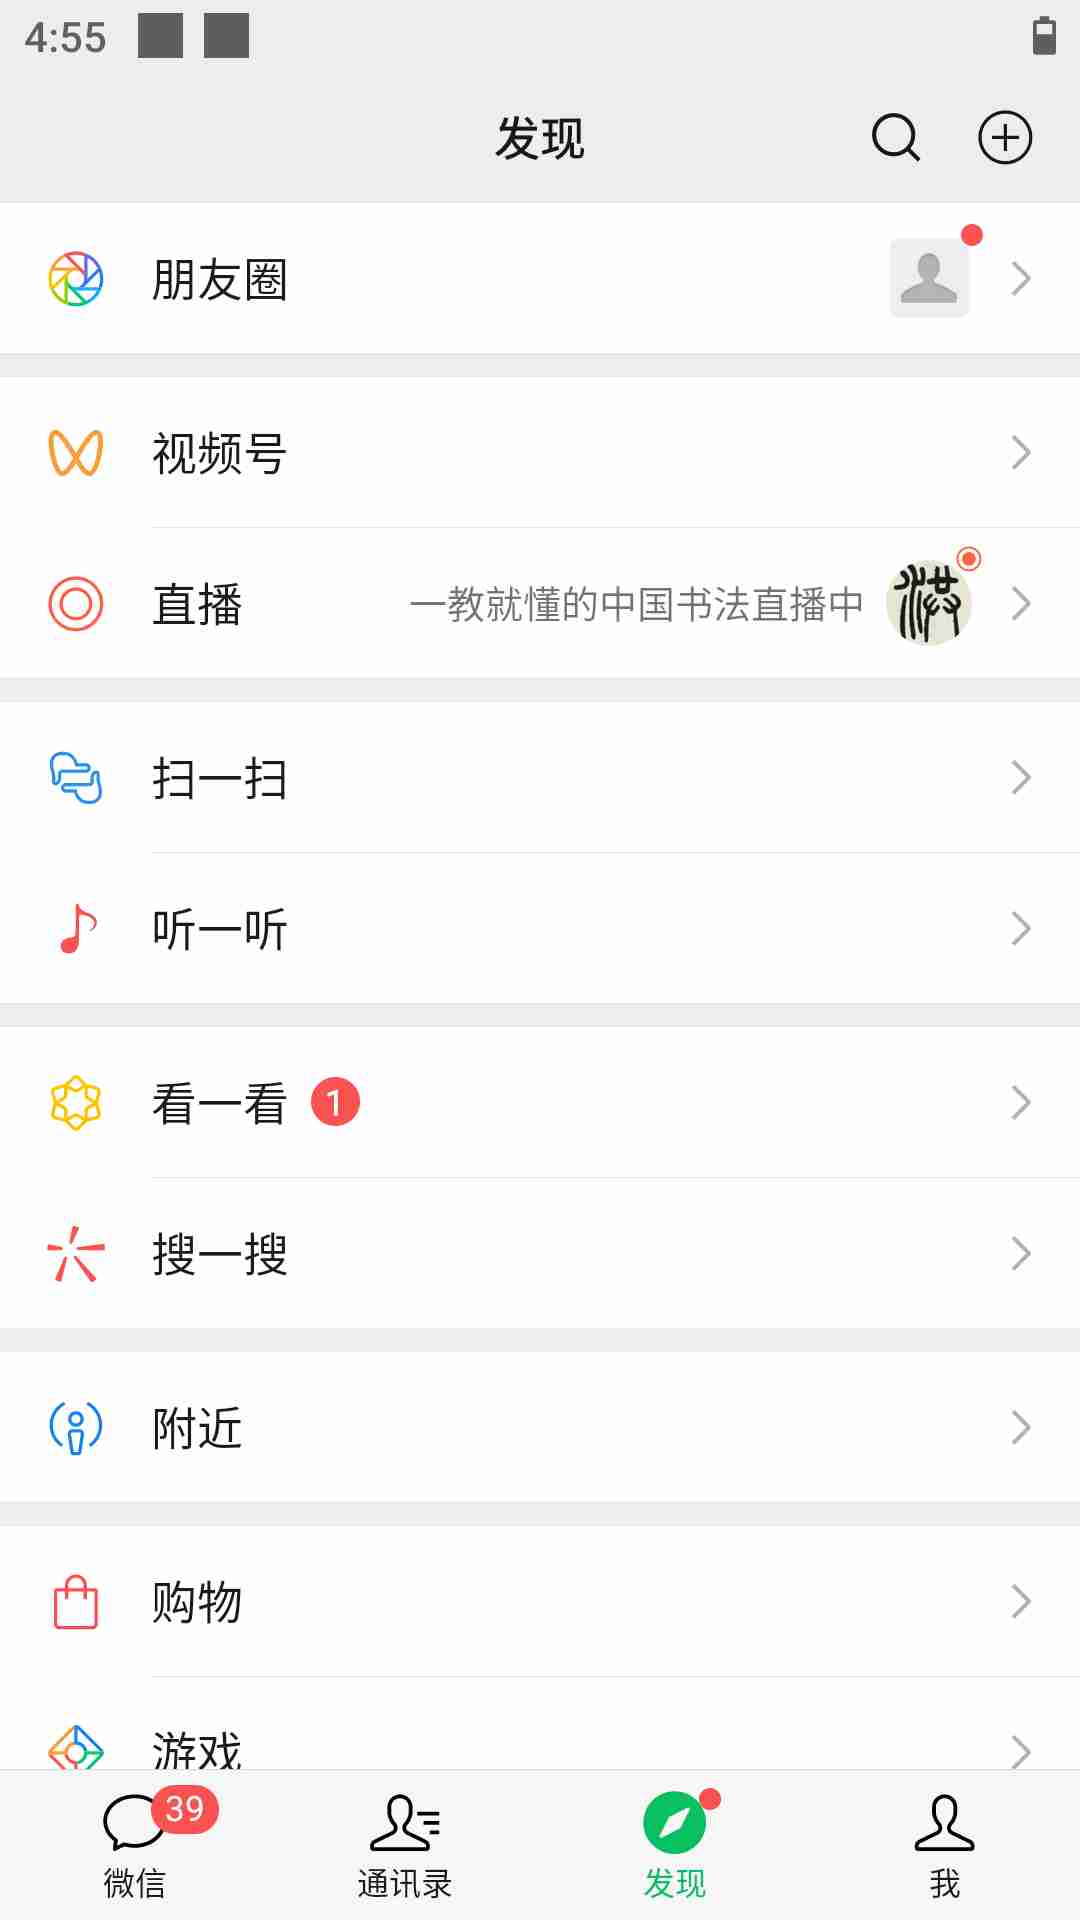 4:55
发现
朋友圈
视频号
直播 一教就懂的中国书法直播中
扫一扫
听一听
看一看 1
搜一搜
附近
购物
游戏
39
微信 通讯录 发现 我